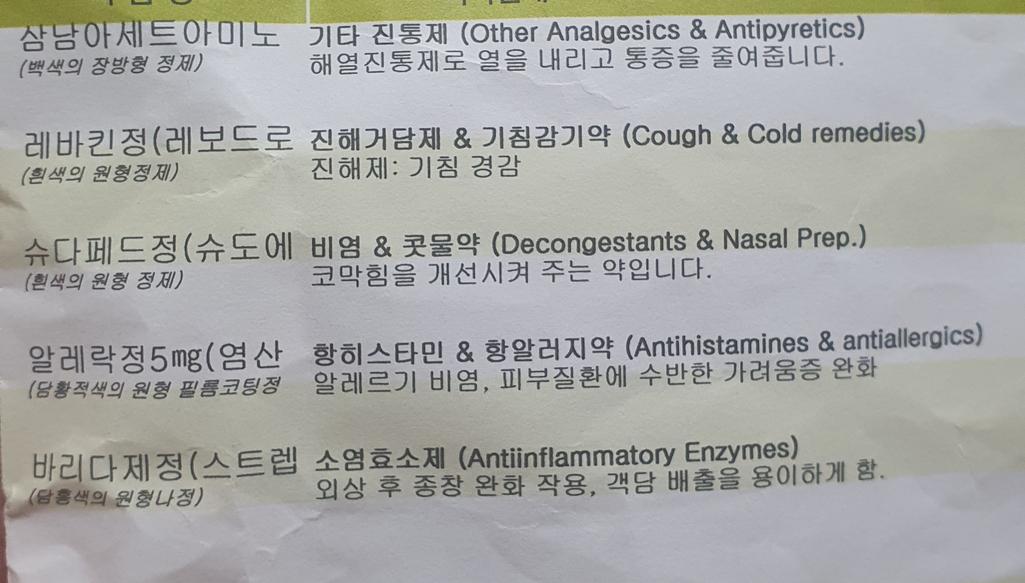 삼남아세트아미노 기타 진통제 (Other Analgesics & Antipyretics)
(백색의 장방형 정제) 해열진통제로 열을 내리고 통증을 줄여줍니다.
레바킨정(레보드로 진해거담제 & 기침감기약 (Cough & Cold remedies)
(흰색의 원형정제) 진해제: 기침 경감
슈다페드정(슈도에 비염 & 콧물약 (Decongestants & Nasal Prep.)
(흰색의 원형 정제) 코막힘을 개선시켜 주는 약입니다.
알레락정5mg(염산 항히스타민 & 항알러지약 (Antihistamines & antiallergics)
(담황적색의 원형 필름코팅정 알레르기 비염, 피부질환에 수반한 가려움증 완화
바리다제정(스트렙 소염효소제 (Antiinflammatory Enzymes)
(담홍색의 원형나정) 외상 후 종창 완화 작용, 객담 배출을 용이하게 함.